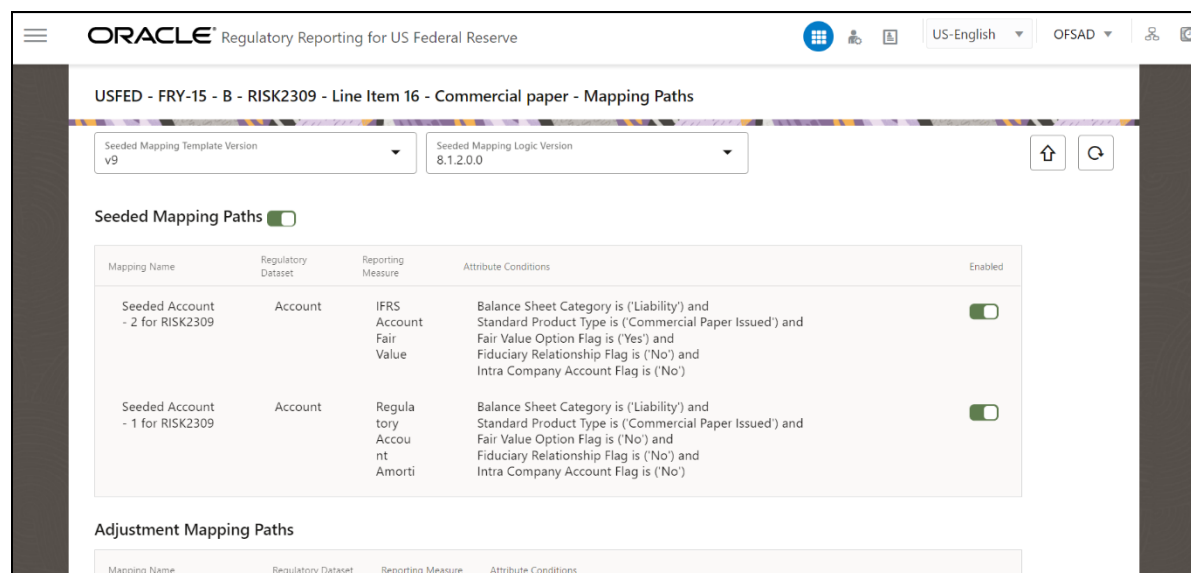 ORACLE® Regulatory Reporting for US Federal Reserve
US-English
OFSAD
USFED - FRY-15 - B - RISK2309 - Line Item 16 - Commercial paper - Mapping Paths
Seeded Mapping Template Version
v9
Seeded Mapping Logic Version
8.1.2.0.0
Seeded Mapping Paths
Mapping Name
Regulatory
Dataset
Reporting
Measure
Attribute Conditions
Enabled
Seeded Account
- 2 for RISK2309
Account
IFRS
Account
Fair
Value
Balance Sheet Category is ('Liability') and
Standard Product Type is ('Commercial Paper Issued') and
Fair Value Option Flag is ('Yes') and
Fiduciary Relationship Flag is ('No') and
Intra Company Account Flag is ('No')
Seeded Account
- 1 for RISK2309
Account
Regula
tory
Accou
nt
Amorti
Balance Sheet Category is ('Liability') and
Standard Product Type is ('Commercial Paper Issued') and
Fair Value Option Flag is ('No') and
Fiduciary Relationship Flag is ('No') and
Intra Company Account Flag is ('No')
Adjustment Mapping Paths
Mapping Name
Regulatory Dataset
Reporting Measure
Attribute Conditions